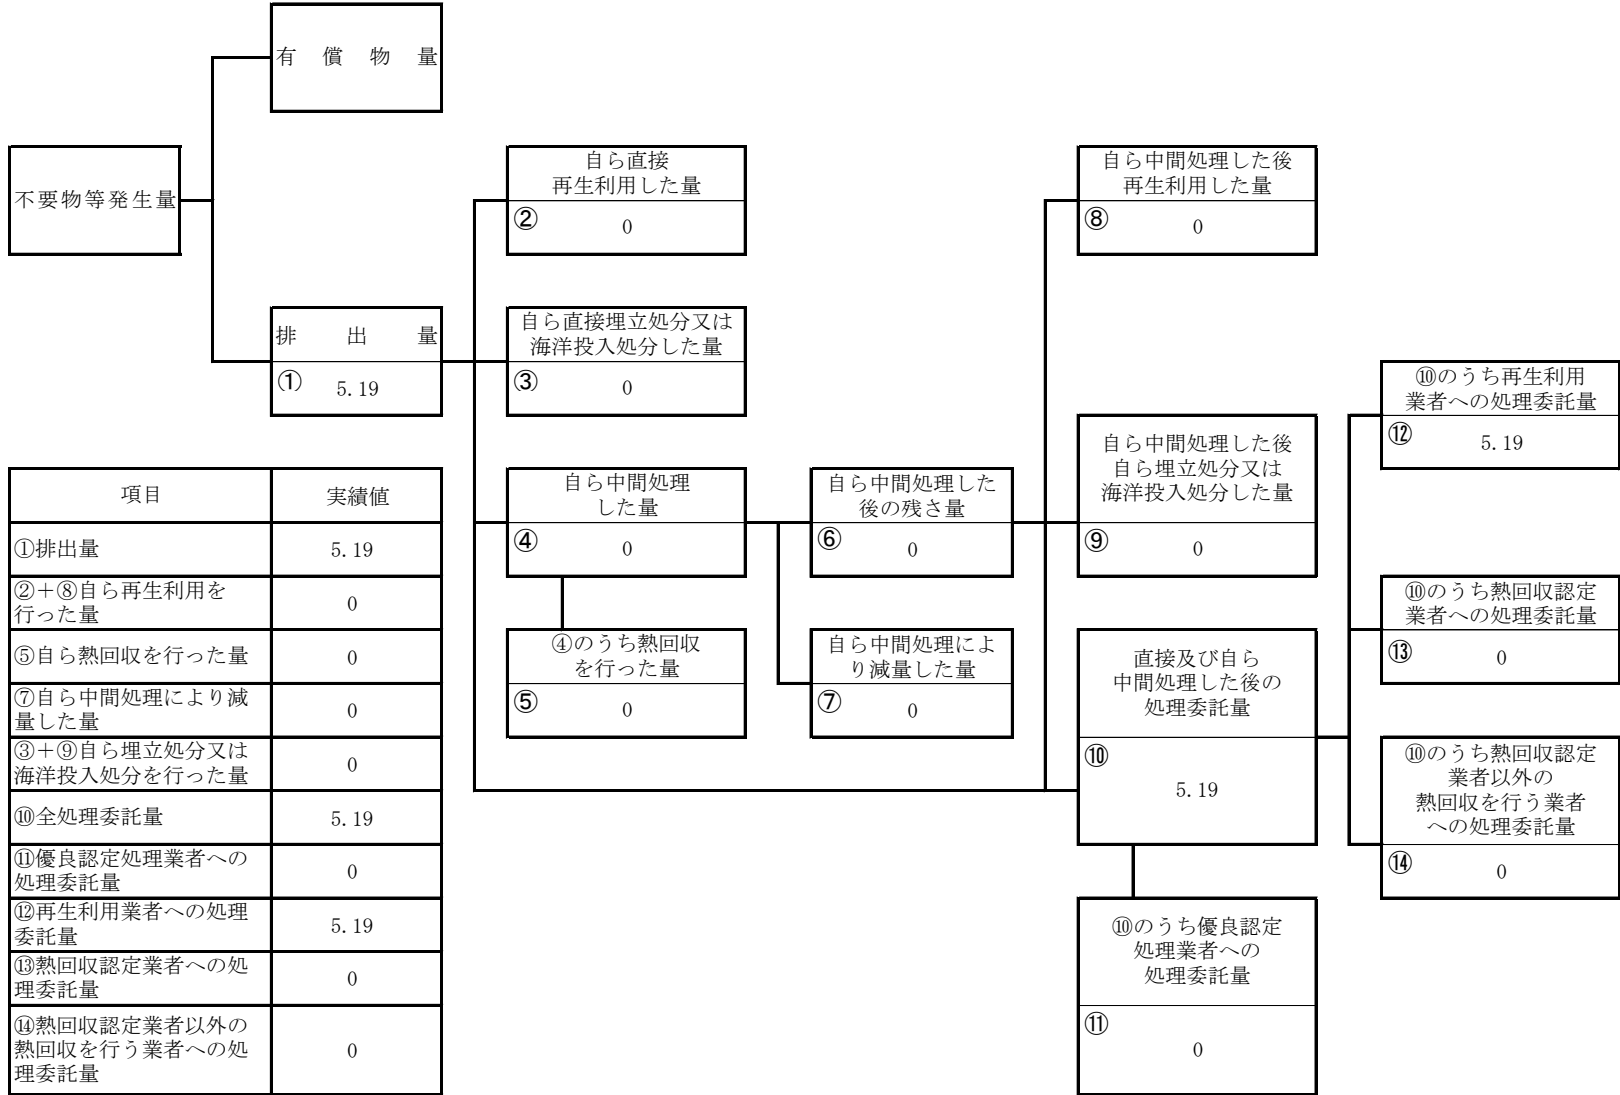 有償物量
不要物等発生量
排出量
① 5.19
自ら直接
再生利用した量
② 0
自ら直接埋立処分又は
海洋投入処分した量
③ 0
自ら中間処理
した量
④ 0
④のうち熱回収
を行った量
⑤ 0
自ら中間処理した
後の残さ量
⑥ 0
自ら中間処理によ
り減量した量
⑦ 0
自ら中間処理した後
再生利用した量
⑧ 0
自ら中間処理した後
自ら埋立処分又は
海洋投入処分した量
⑨ 0
直接及び自ら
中間処理した後の
処理委託量
⑩
5.19
⑩のうち優良認定
処理業者への
処理委託量
⑪
0
⑩のうち再生利用
業者への処理委託量
⑫ 5.19
⑩のうち熱回収認定
業者への処理委託量
⑬ 0
⑩のうち熱回収認定
業者以外の
熱回収を行う業者
への処理委託量
⑭ 0
項目 実績値
①排出量 5.19
②+⑧自ら再生利用を
行った量 0
⑤自ら熱回収を行った量 0
⑦自ら中間処理により減
量した量 0
③+⑨自ら埋立処分又は
海洋投入処分を行った量 0
⑩全処理委託量 5.19
⑪優良認定処理業者への
処理委託量 0
⑫再生利用業者への処理
委託量 5.19
⑬熱回収認定業者への処
理委託量 0
⑭熱回収認定業者以外の
熱回収を行う業者への処
理委託量 0